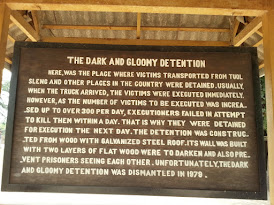 THE DARK AND GLOOMY DETENTION
HERE, WAS THE PLACE WHERE VICTIMS TRANSPORTED FROM TUOL
SLENG AND OTHER PLACES IN THE COUNTRY WERE DETAINED. USUALLY,
WHEN THE TRUCK ARRIVED, THE VICTIMS WERE EXECUTED IMMEDIATELY.
HOWEVER, AS THE NUMBER OF VICTIMS TO BE EXECUTED WAS INCREA-
.SED UP TO OVER 300 PER DAY, EXECUTIONERS FAILED IN ATTEMPT
TO KILL THEM WITHIN A DAY. THAT IS WHY THEY WERE DETAINED
FOR EXECUTION THE NEXT DAY. THE DETENTION WAS CONSTRUC-
.TED FROM WOOD WITH GALVANIZED STEEL ROOF. ITS WALL WAS BUILT
WITH TWO LAYERS OF FLAT WOOD WERE TO DARKEN AND ALSO PRE-
.VENT PRISONERS SEEING EACH OTHER. UNFORTUNATELY, THE DARK
AND GLOOMY DETENTION WAS DISMANTLED IN 1979.